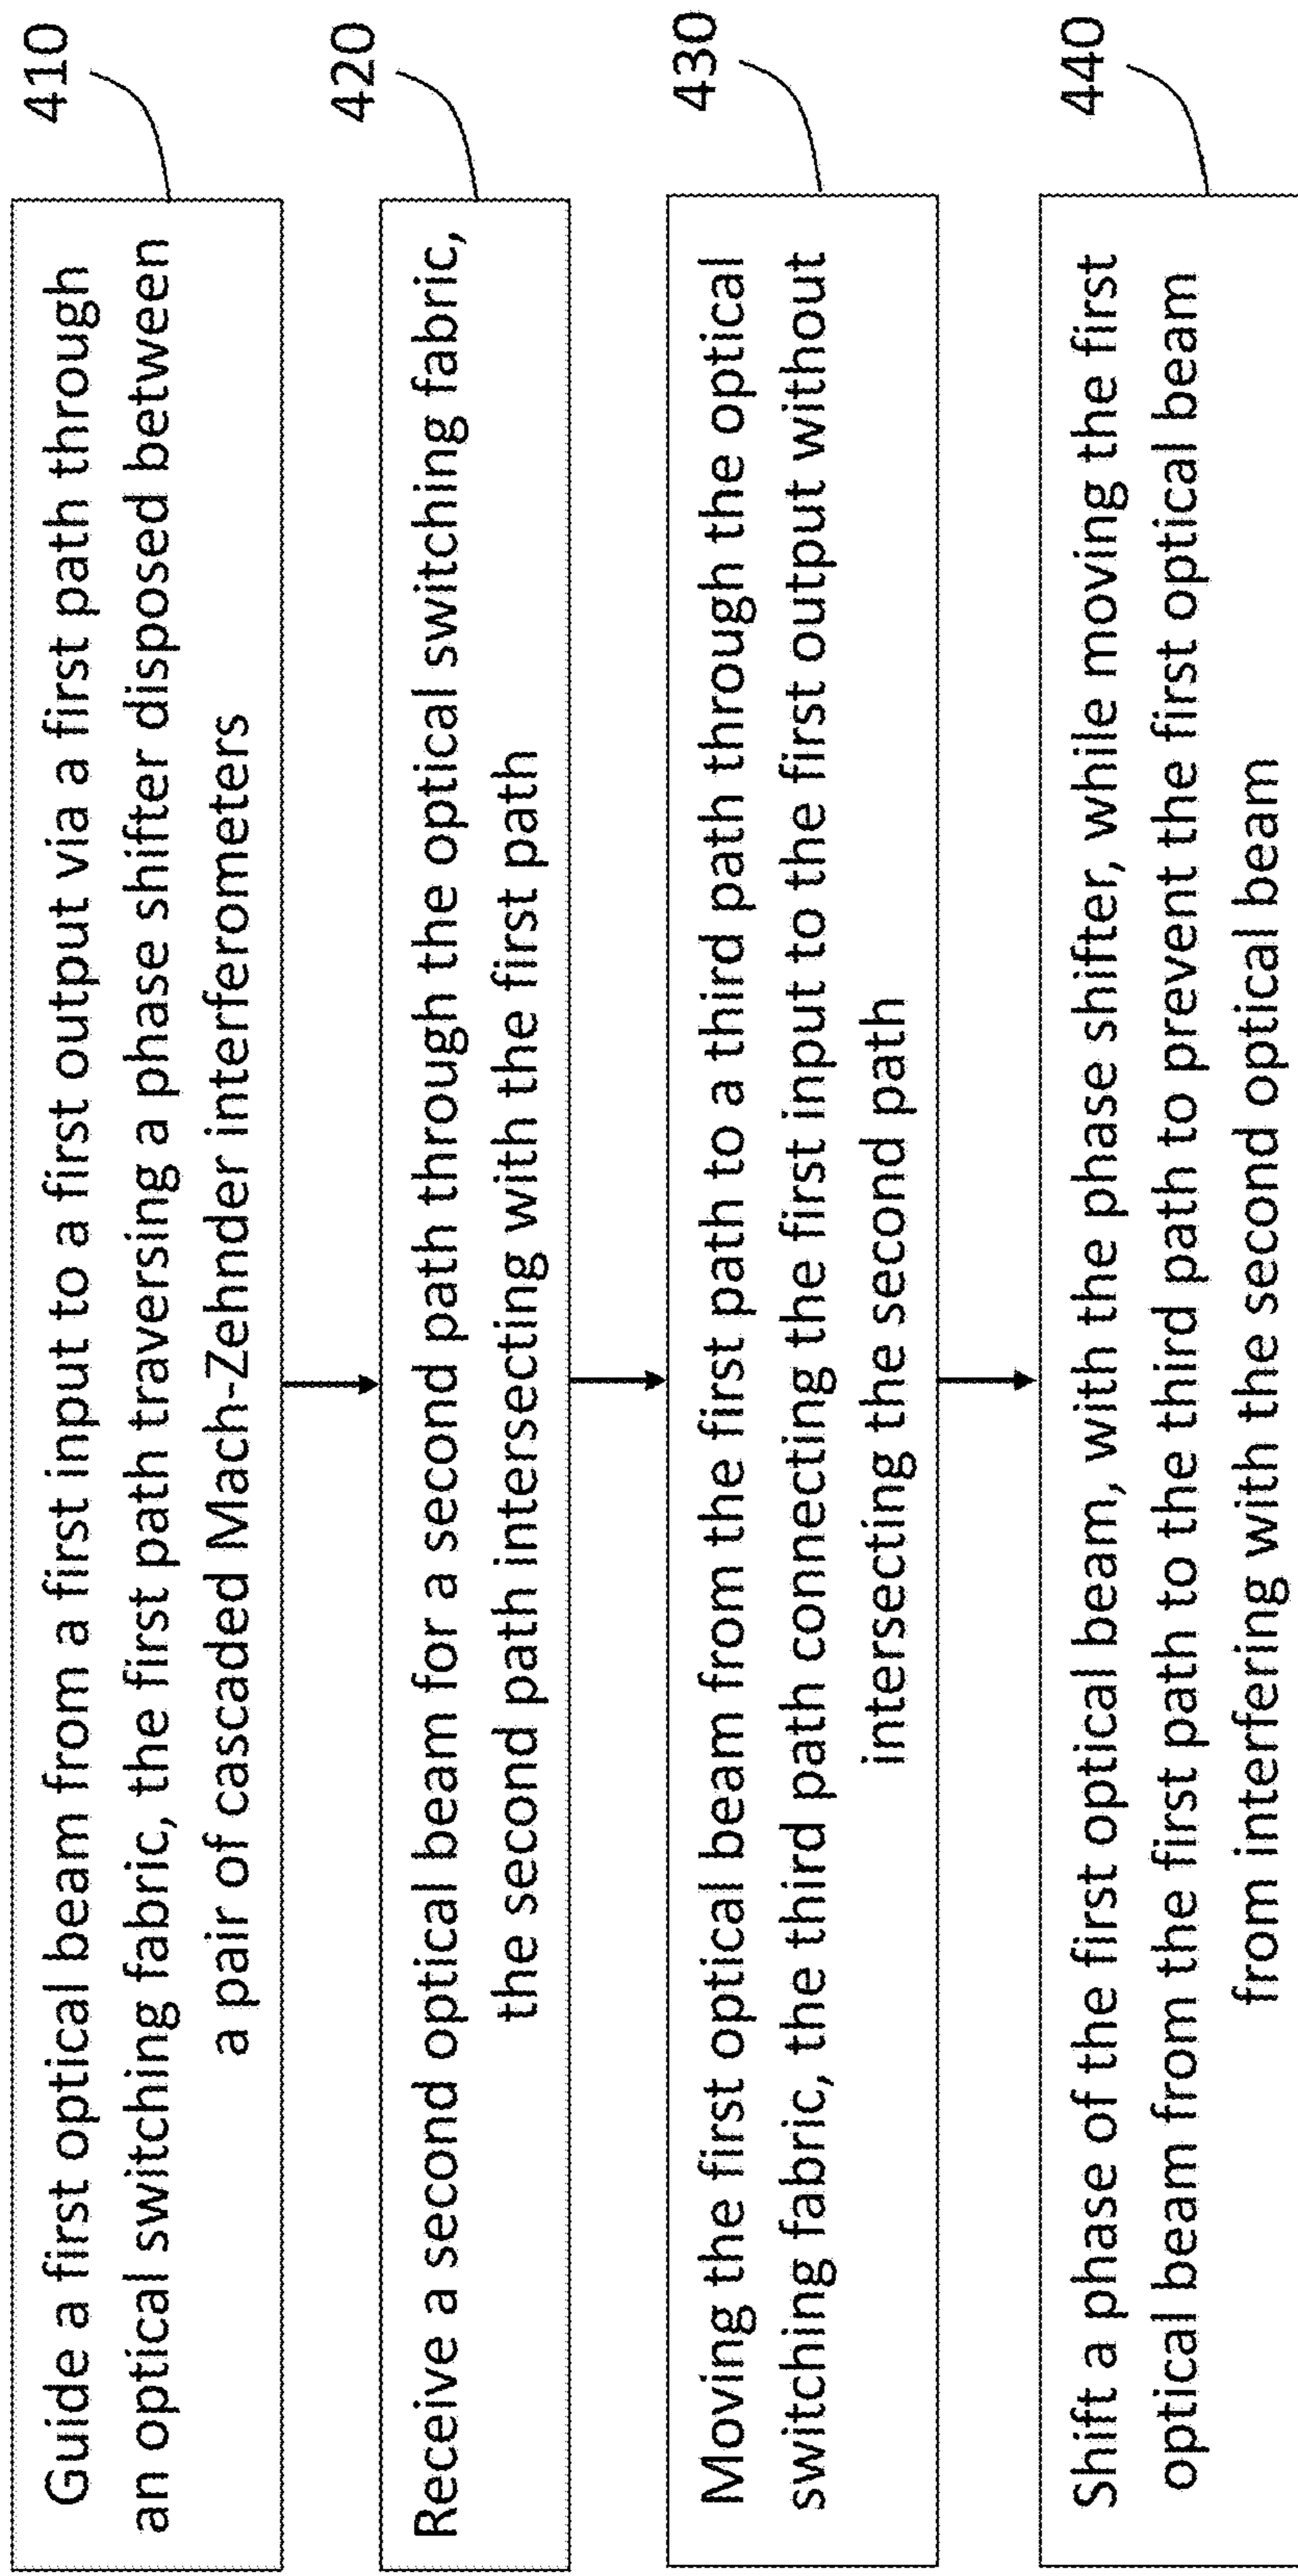 410
Guide a first optical beam from a first input to a first output via a first path through
an optical switching fabric, the first path traversing a phase shifter disposed between
a pair of cascaded Mach-Zehnder interferometers
420
Receive a second optical beam for a second path through the optical switching fabric,
the second path intersecting with the first path
430
Moving the first optical beam from the first path to a third path through the optical
switching fabric, the third path connecting the first input to the first output without
intersecting the second path
440
Shift a phase of the first optical beam, with the phase shifter, while moving the first
optical beam from the first path to the third path to prevent the first optical beam
from interfering with the second optical beam